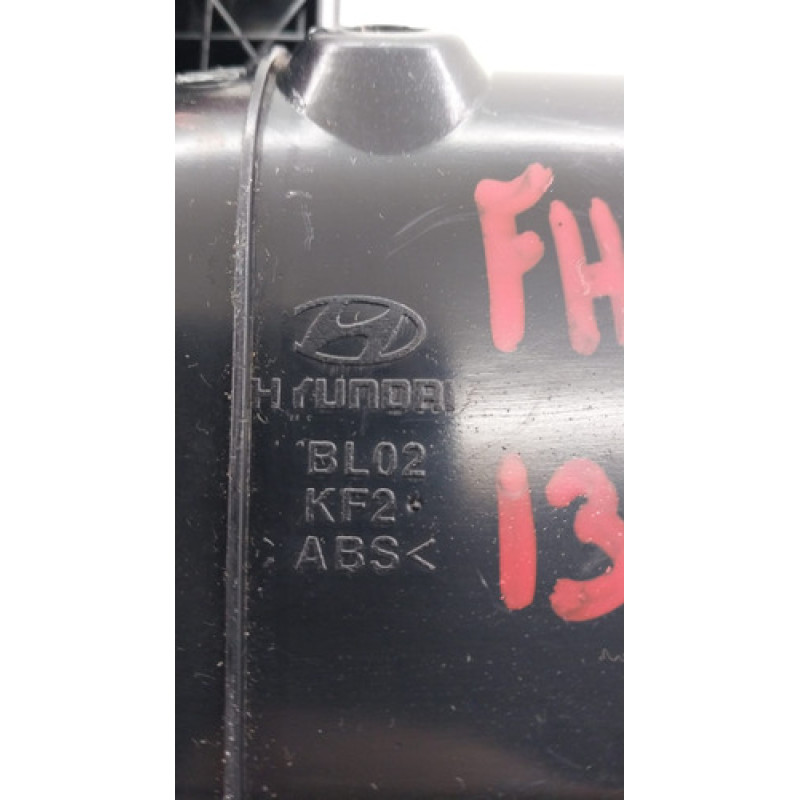 FH
HYUNDAI
BL02
KF2
13
>ABS<